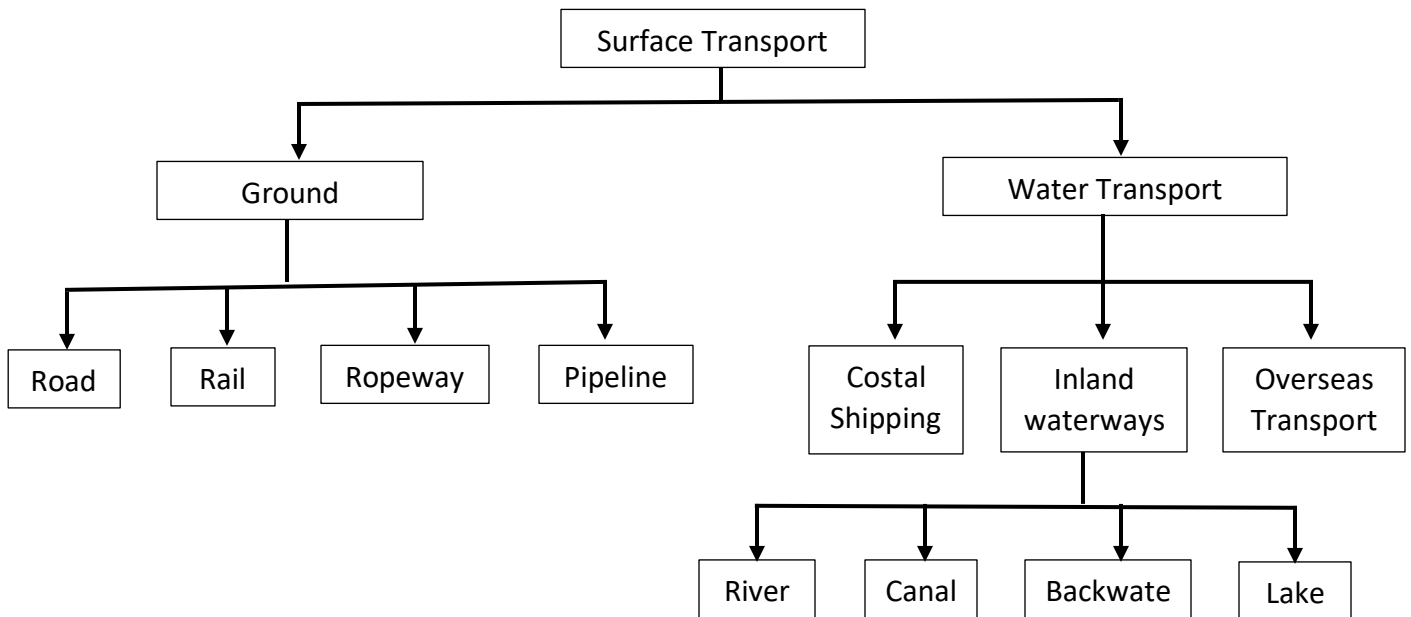 Surface Transport
Ground
Water Transport
Road
Rail
Ropeway
Pipeline
Costal
Shipping
Inland
waterways
Overseas
Transport
River
Canal
Backwate
Lake